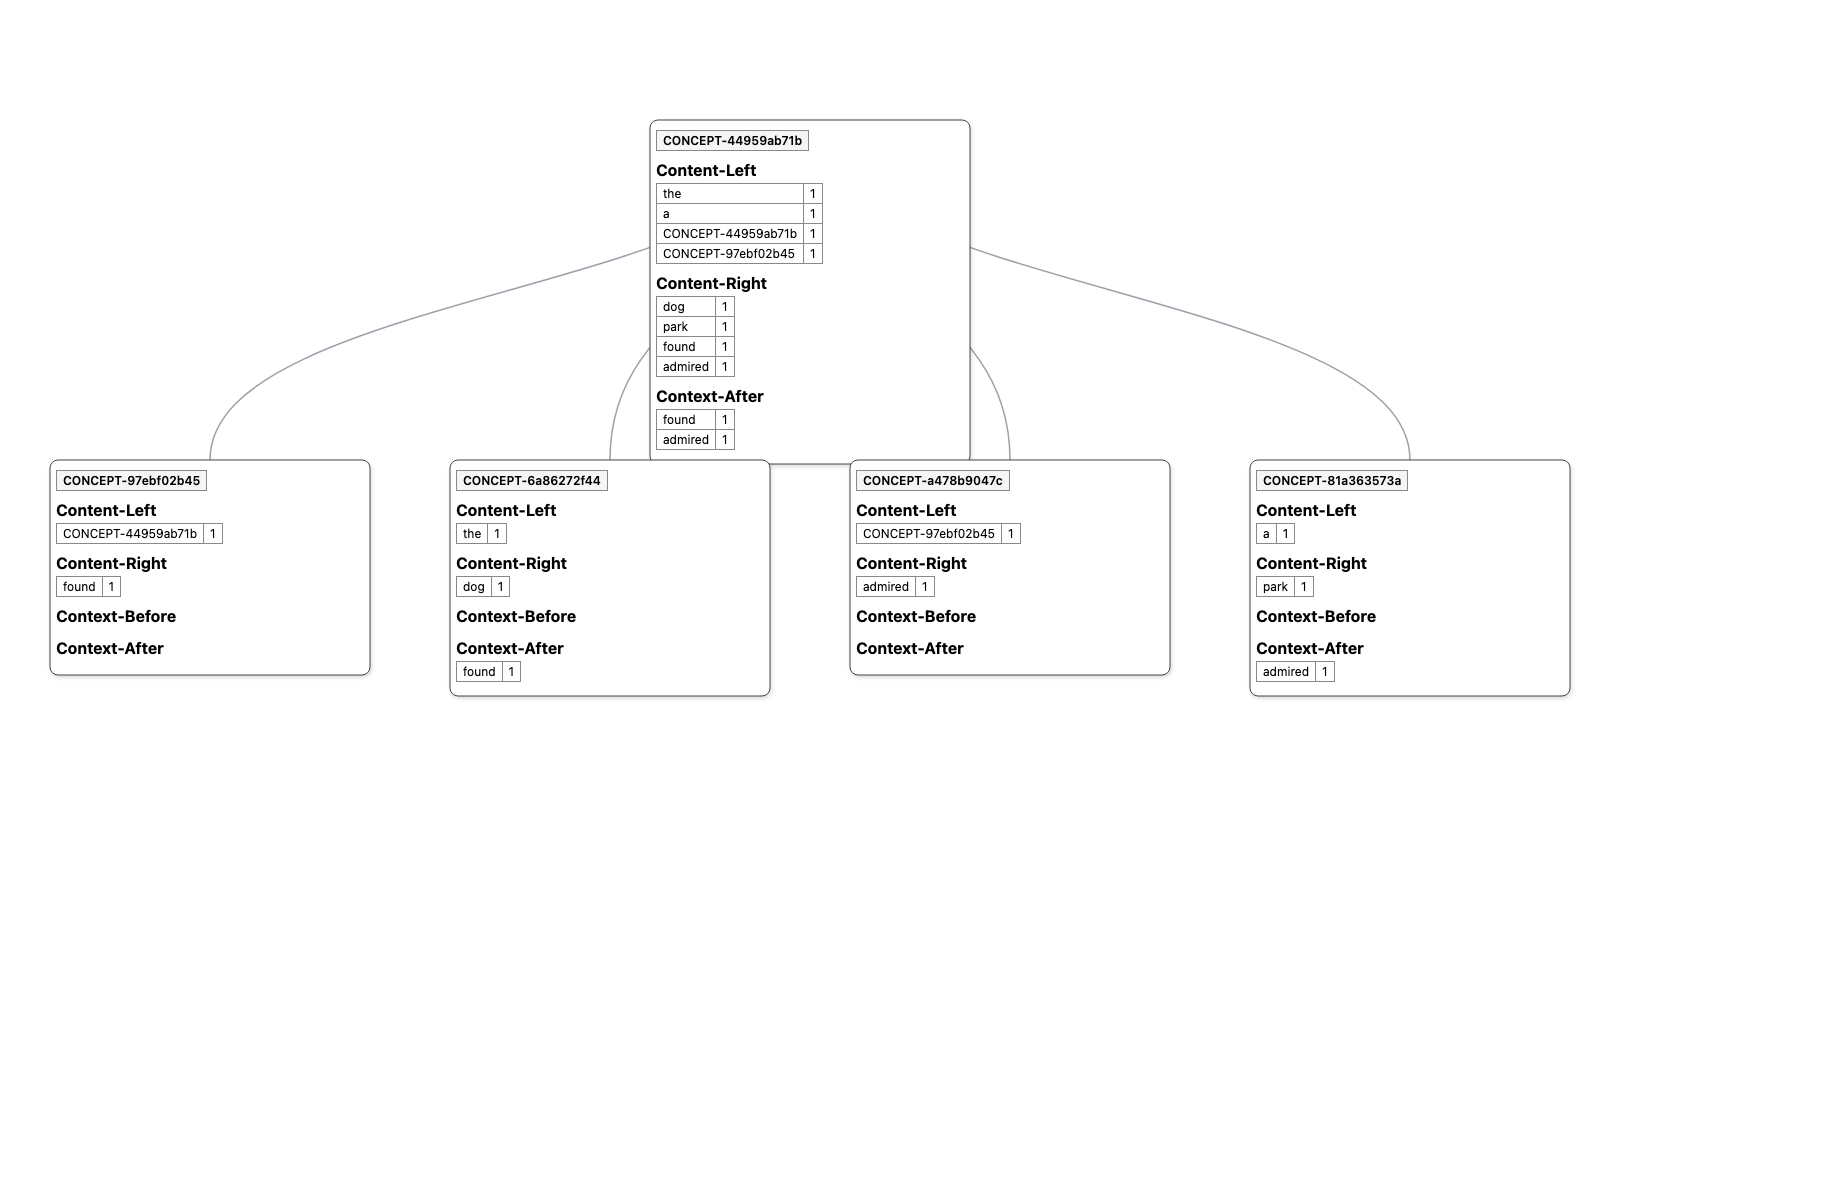 CONCEPT-44959ab71b
Content-Left
the 1
a 1
CONCEPT-44959ab71b 1
CONCEPT-97ebf02b45 1
Content-Right
dog 1
park 1
found 1
admired 1
Context-After
found 1
admired 1
CONCEPT-97ebf02b45
Content-Left
CONCEPT-44959ab71b 1
Content-Right
found 1
Context-Before
Context-After
CONCEPT-6a86272f44
Content-Left
the 1
Content-Right
dog 1
Context-Before
Context-After
found 1
CONCEPT-a478b9047c
Content-Left
CONCEPT-97ebf02b45 1
Content-Right
admired 1
Context-Before
Context-After
CONCEPT-81a363573a
Content-Left
a 1
Content-Right
park 1
Context-Before
Context-After
admired 1